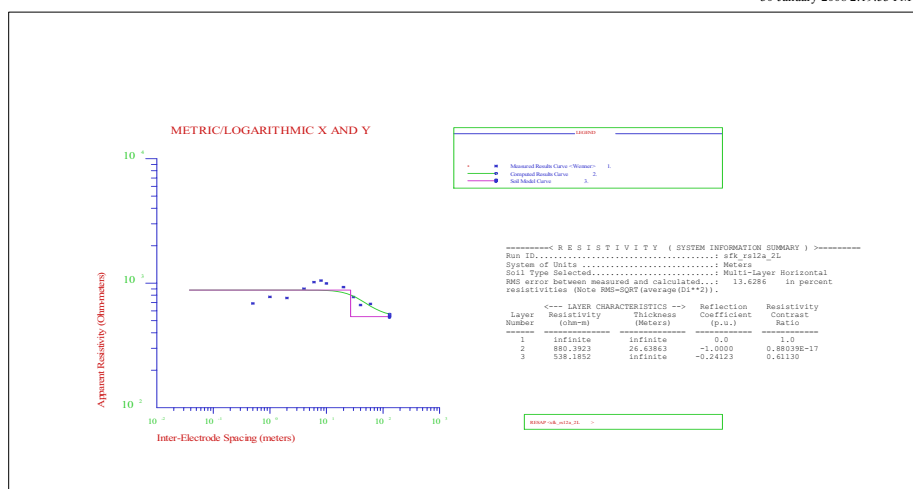 METRIC/LOGARITHMIC X AND Y
LEGEND
Measured Results Curve <Wenner> 1.
Computed Results Curve 2.
Soil Model Curve 3.
10 4
10 3
10 2
Apparent Resistivity (Ohm-meters)
10
Inter-Electrode Spacing (meters)
=========< R E S I S T I V I T Y ( SYSTEM INFORMATION SUMMARY ) >=========
Run ID......................................: sfk_rs12a_2L
System of Units ............................: Meters
Soil Type Selected..........................: Multi-Layer Horizontal
RMS error between measured and calculated...: 13.6286 in percent
resistivities (Note RMS=SQRT(average(Di**2)).
<--- LAYER CHARACTERISTICS --> Reflection Resistivity
Layer Resistivity Thickness Coefficient Contrast
Number (ohm-m) (Meters) (p.u.) Ratio
====== ============== ============= ============ ============
1 infinite infinite 0.0 1.0
2 880.3923 26.63863 -1.0000 0.88039E-17
3 538.1852 infinite -0.24123 0.61130
RESAP <sfk_rs12a_2L >